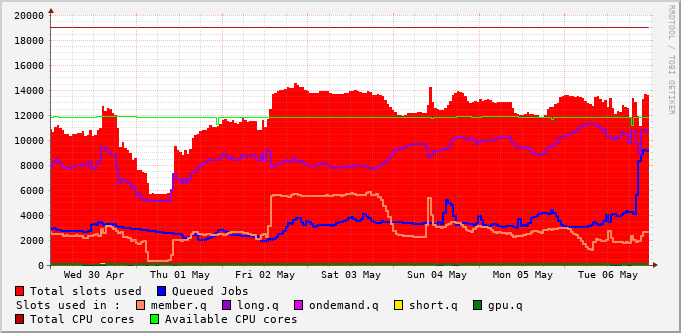 20000
18000
16000
14000
12000
10000
8000
6000
4000
2000
0
Wed 30 Apr Thu 01 May Fri 02 May Sat 03 May Sun 04 May Mon 05 May Tue 06 May
Total slots used Queued Jobs
Slots used in : member.q long.q ondemand.q short.q gpu.q
Total CPU cores Available CPU cores
RRDTOOL / TOBI OETIKER